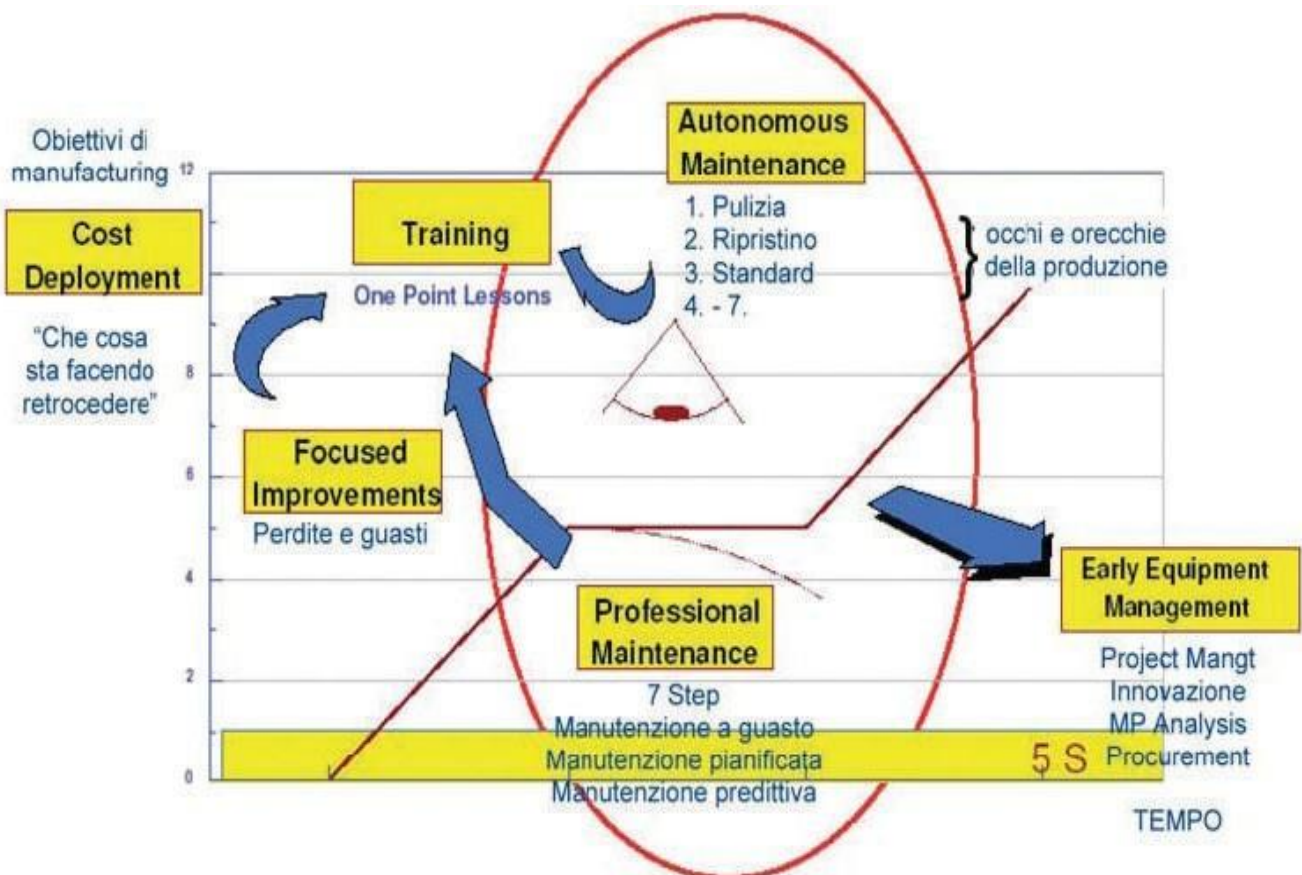 Obiettivi di
manufacturing
Cost
Deployment
"Che cosa
sta facendo
retrocedere"
12
8
6
4
2
0
Training
One Point Lessons
Autonomous
Maintenance
1. Pulizia
2. Ripristino
3. Standard
4. - 7.
} occhi e orecchie
della produzione
Focused
Improvements
Perdite e guasti
Professional
Maintenance
7 Step
Manutenzione a guasto
Manutenzione pianificata
Manutenzione predittiva
Early Equipment
Management
Project Mangt
Innovazione
MP Analysis
Procurement
5 S
TEMPO